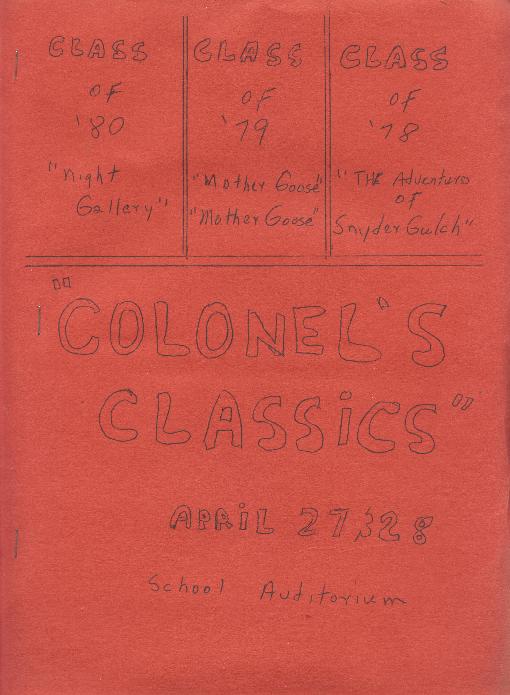 CLASS
OF
'80
"Night
Gallery"
CLASS
OF
'79
"Mother Goose"
"Mother Goose"
CLASS
OF
'78
"THE Adventures
of
Snyder Gulch"
"COLONEL'S
CLASSiCS"
APRiL 27,28
School Auditorium